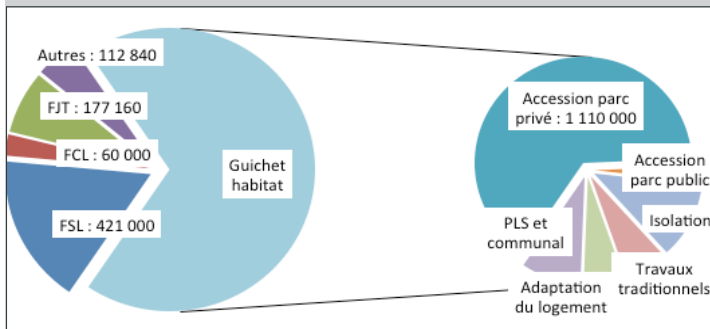 Autres : 112 840
FJT : 177 160
FCL : 60 000
FSL : 421 000
Guichet
habitat
Accession parc
privé : 1 110 000
Accession
parc public
Isolation
Travaux
traditionnels
Adaptation
du logement
PLS et
communal